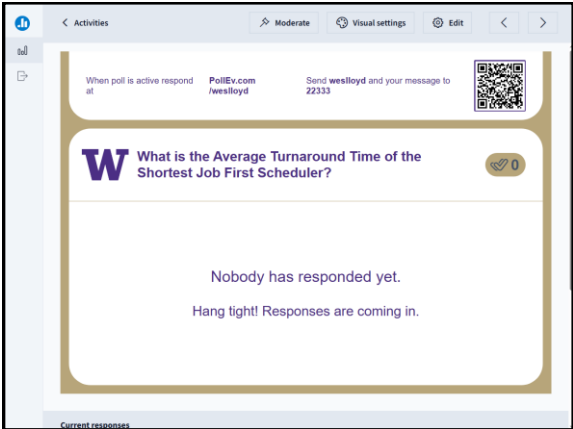 Activities
Moderate
Visual settings
Edit
When poll is active respond
at
PollEv.com
/weslloyd
Send weslloyd and your message to
22333
W
What is the Average Turnaround Time of the
Shortest Job First Scheduler?
0
Nobody has responded yet.
Hang tight! Responses are coming in.
Current responses